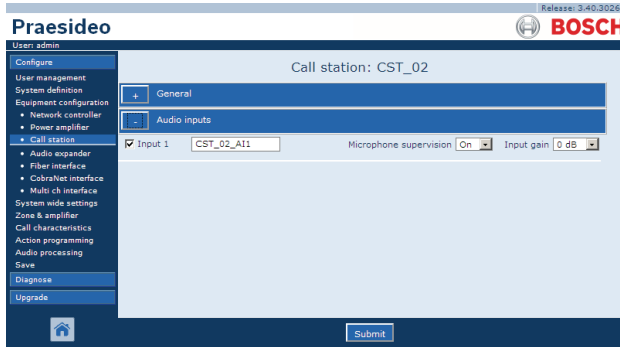 Release: 3.40.3026
Praesideo
BOSCH
User: admin
Configure
User management
System definition
Equipment configuration
• Network controller
• Power amplifier
• Call station
• Audio expander
• Fiber interface
• CobraNet interface
• Multi ch interface
System wide settings
Zone & amplifier
Call characteristics
Action programming
Audio processing
Save
Diagnose
Upgrade
Call station: CST_02
+ General
- Audio inputs
Input 1 CST_02_AI1 Microphone supervision On Input gain 0 dB
Submit